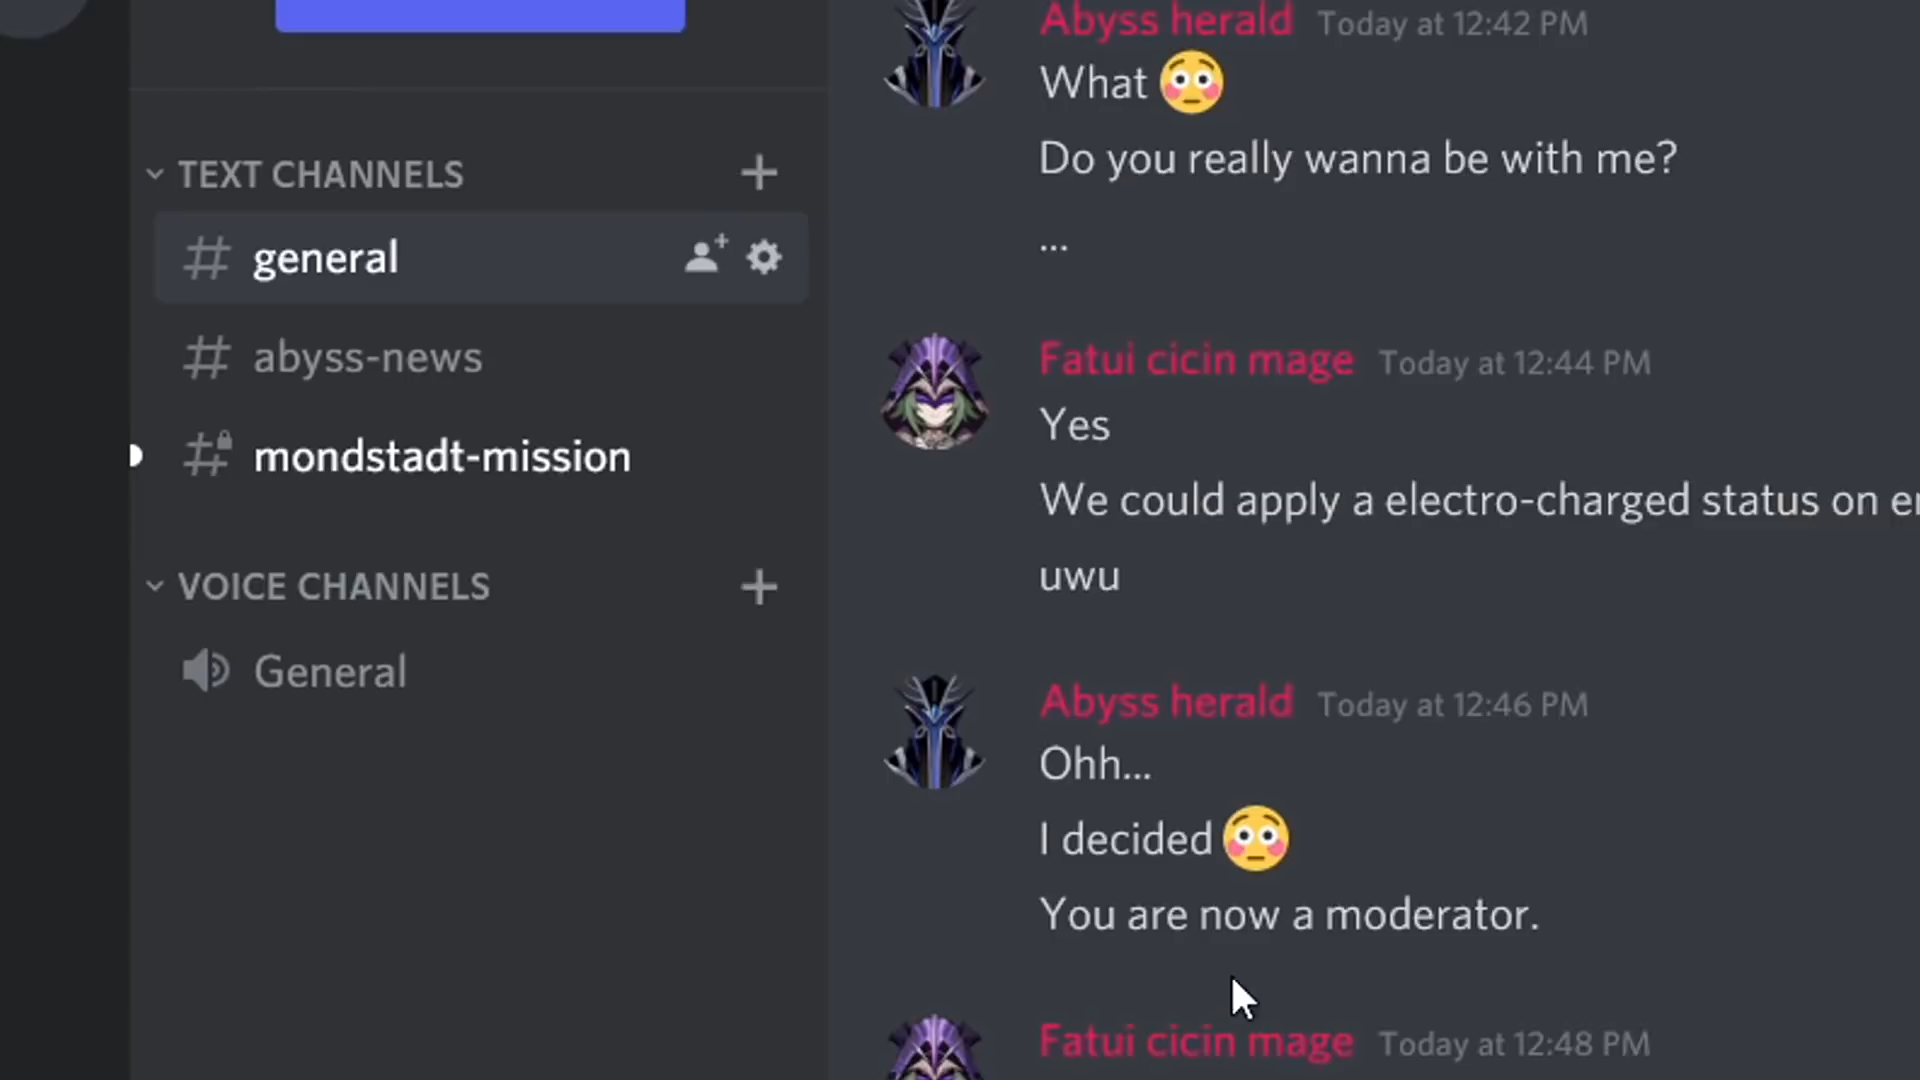 TEXT CHANNELS
general
abyss-news
mondstadt-mission
VOICE CHANNELS
General
Abyss herald Today at 12:42 PM
What 😳
Do you really wanna be with me?
...
Fatui cicin mage Today at 12:44 PM
Yes
We could apply a electro-charged status on
uwu
Abyss herald Today at 12:46 PM
Ohh...
I decided 😳
You are now a moderator.
Fatui cicin mage Today at 12:48 PM